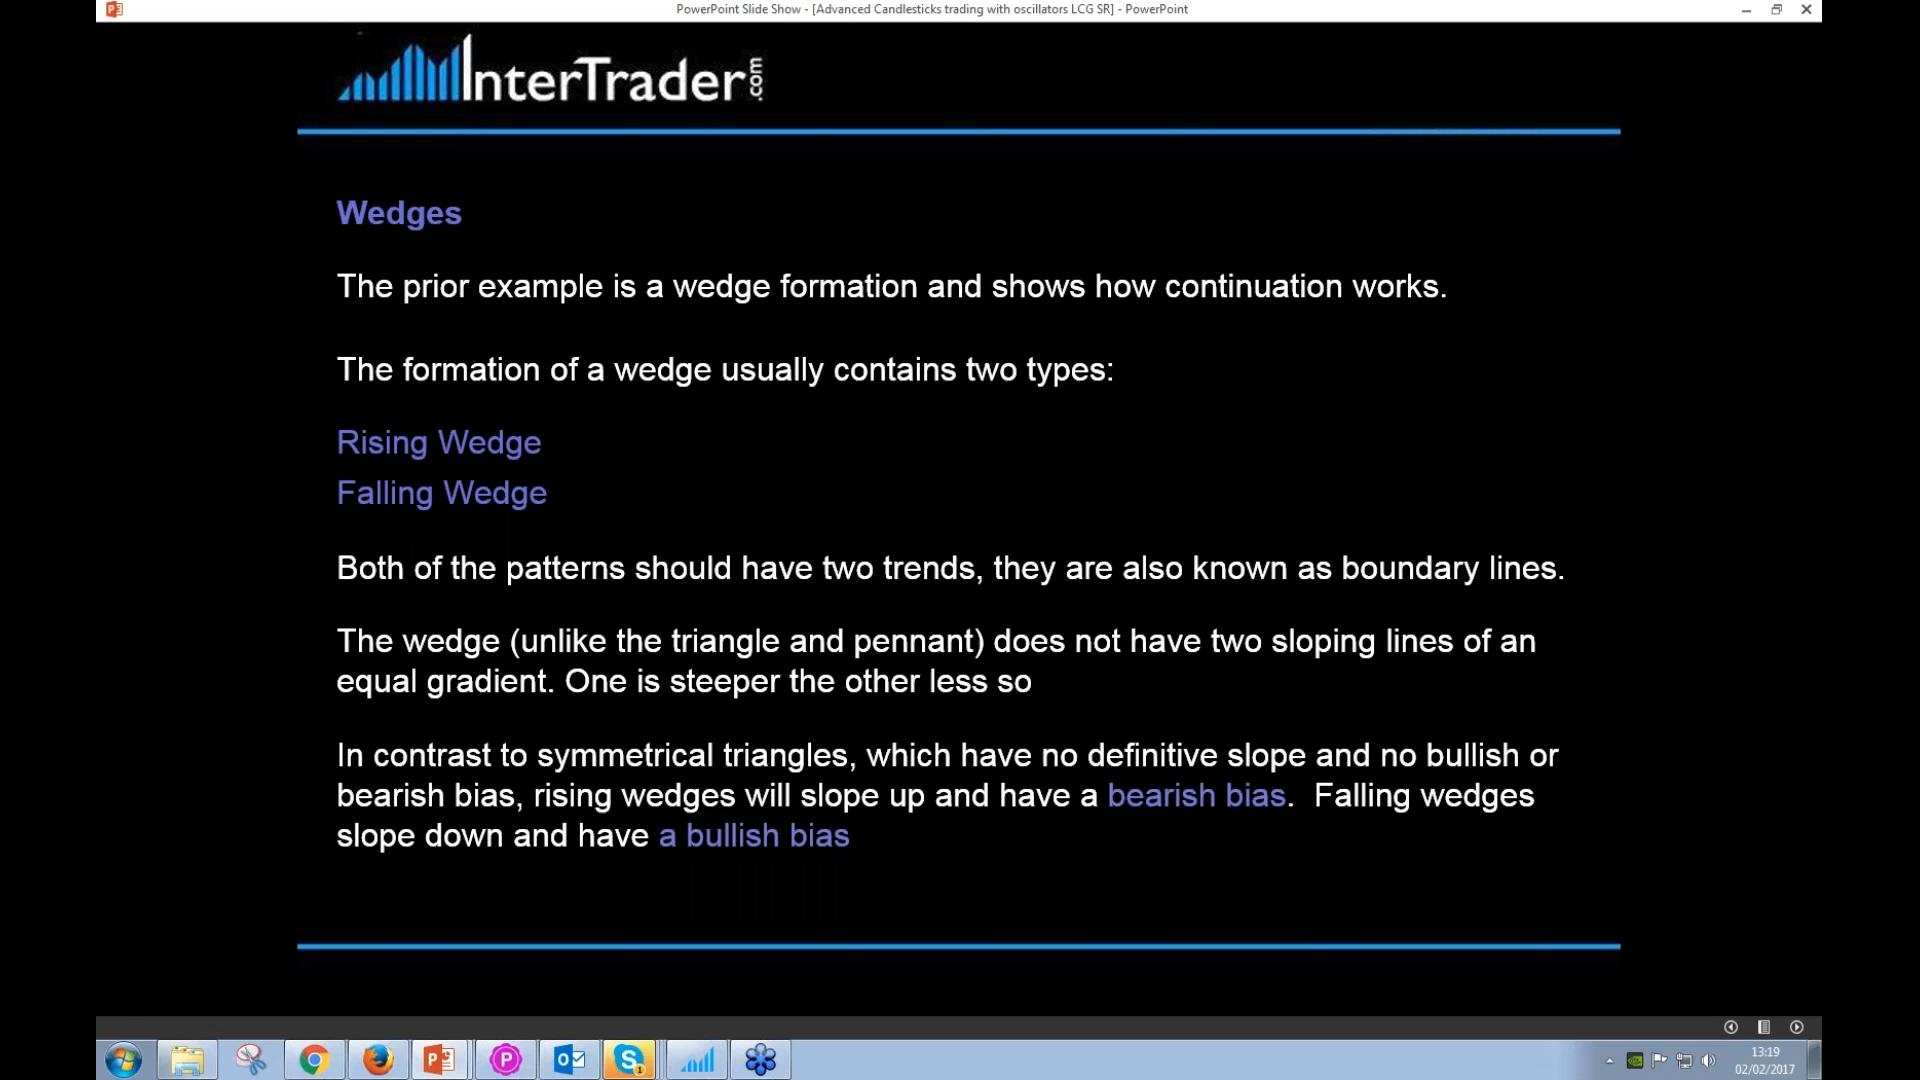 PowerPoint Slide Show - [Advanced Candlesticks trading with oscillators LCG SR] - PowerPoint
InterTrader.com
Wedges
The prior example is a wedge formation and shows how continuation works.
The formation of a wedge usually contains two types:
Rising Wedge
Falling Wedge
Both of the patterns should have two trends, they are also known as boundary lines.
The wedge (unlike the triangle and pennant) does not have two sloping lines of an
equal gradient. One is steeper the other less so
In contrast to symmetrical triangles, which have no definitive slope and no bullish or
bearish bias, rising wedges will slope up and have a bearish bias.  Falling wedges
slope down and have a bullish bias
13:19
02/02/2017